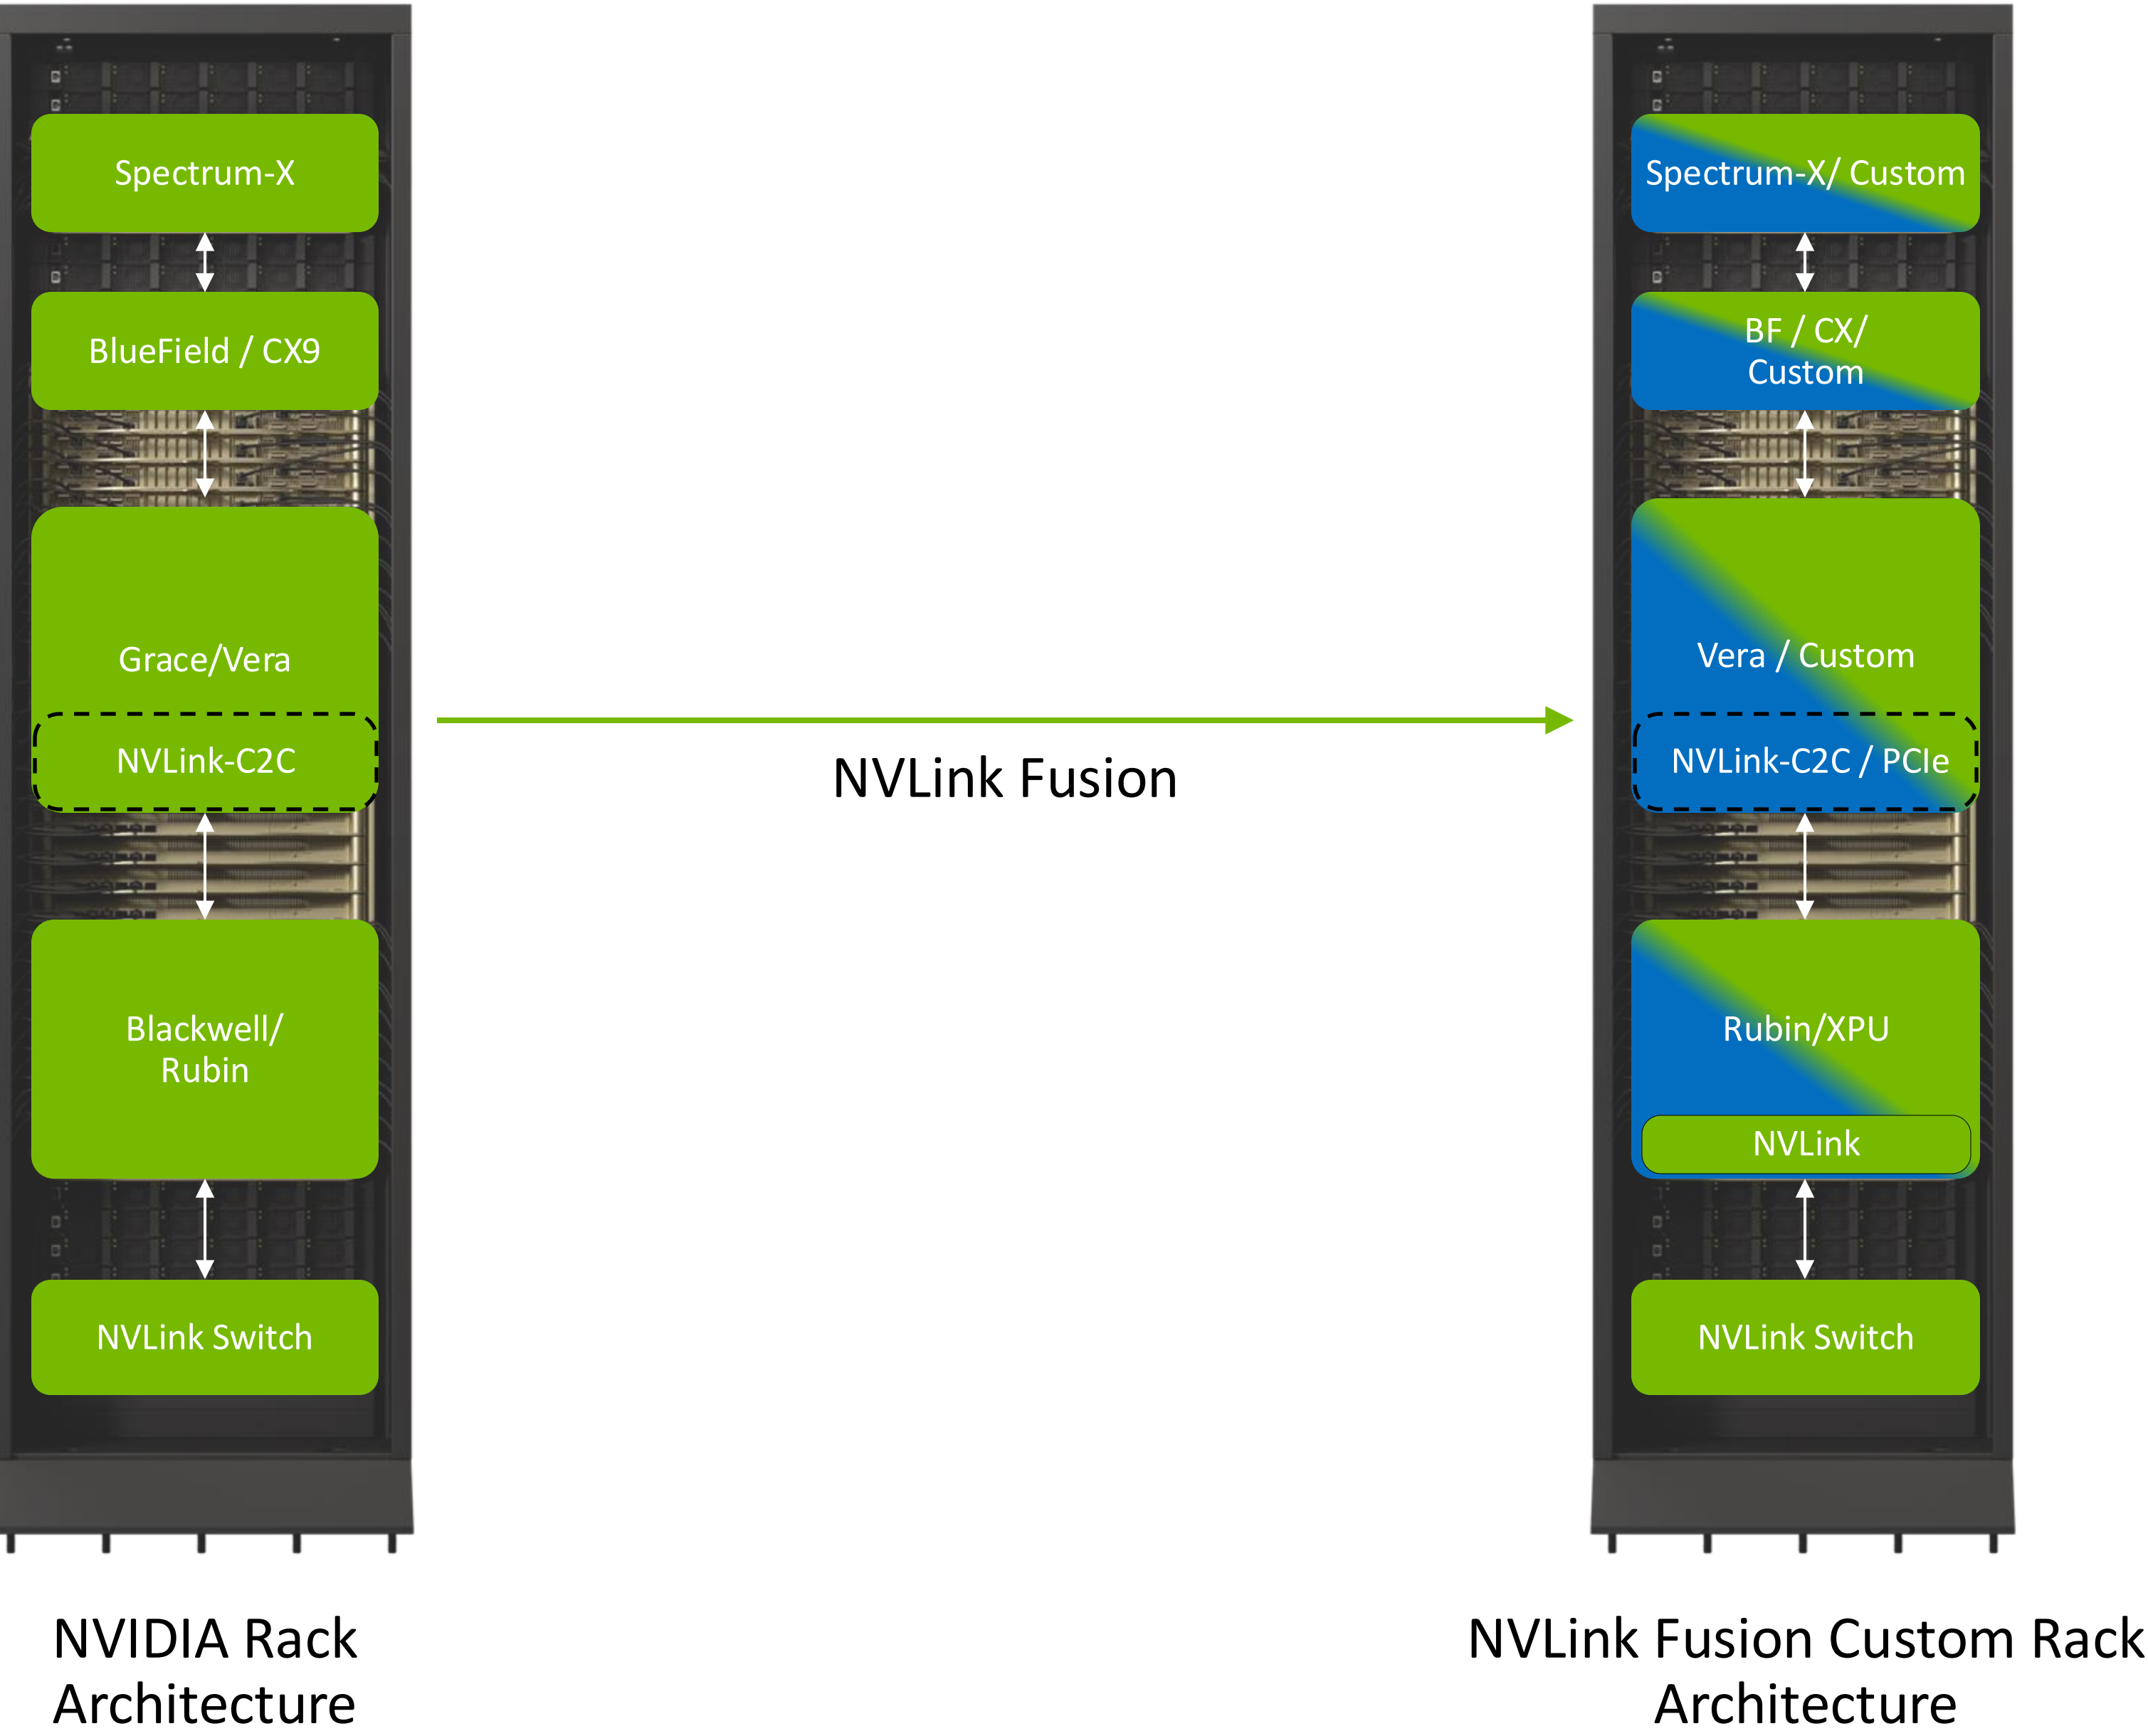 Spectrum-X
BlueField / CX9
Grace/Vera
NVLink-C2C
Blackwell/
Rubin
NVLink Switch
NVIDIA Rack
Architecture
NVLink Fusion
Spectrum-X/ Custom
BF / CX/
Custom
Vera / Custom
NVLink-C2C / PCIe
Rubin/XPU
NVLink
NVLink Switch
NVLink Fusion Custom Rack
Architecture